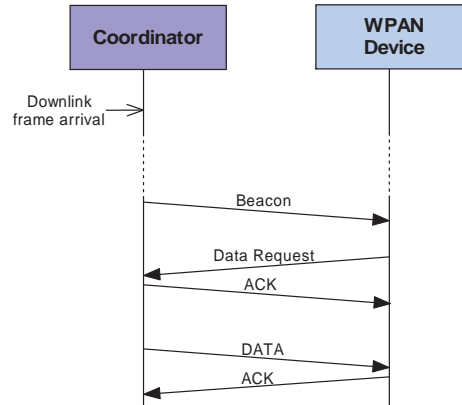 Coordinator
WPAN
Device
Downlink
frame arrival
Beacon
Data Request
ACK
DATA
ACK